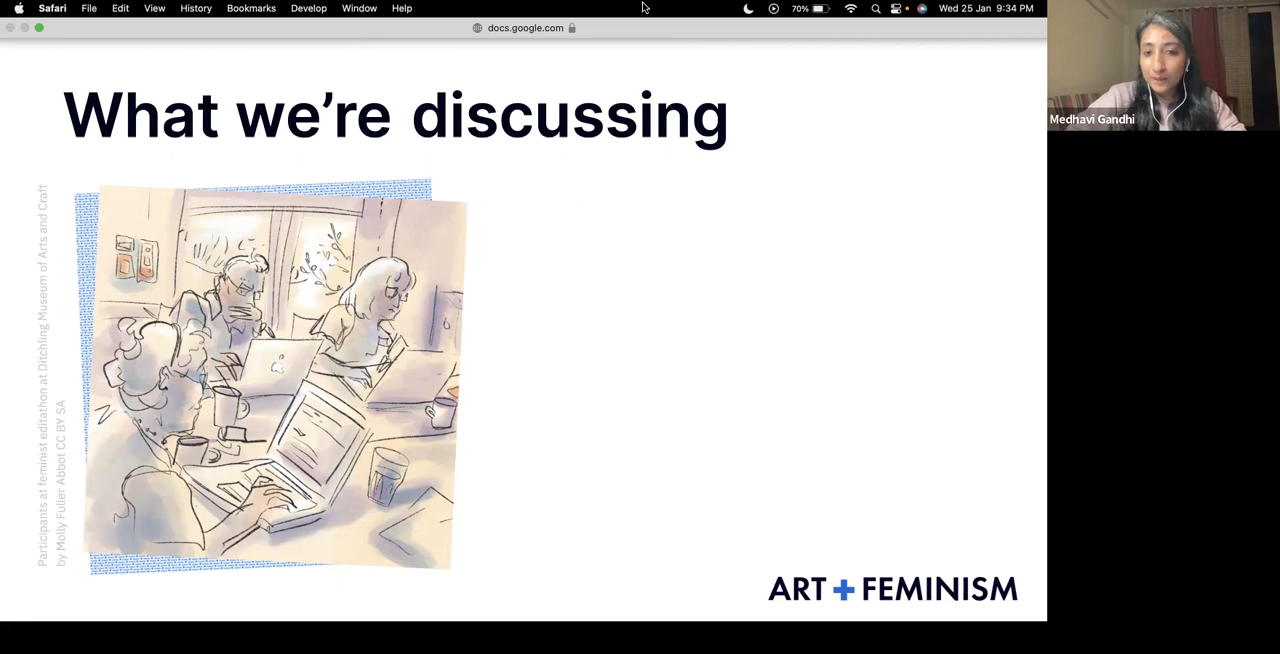 Safari File Edit View History Bookmarks Develop Window Help 70% Wed 25 Jan 9:34 PM
docs.google.com
Medhavi Gandhi
What we’re discussing
Participants at feminist editathon at Ditchling Museum of Arts and Craft
by Molly Fuller Abbot CC BY SA
ART+FEMINISM